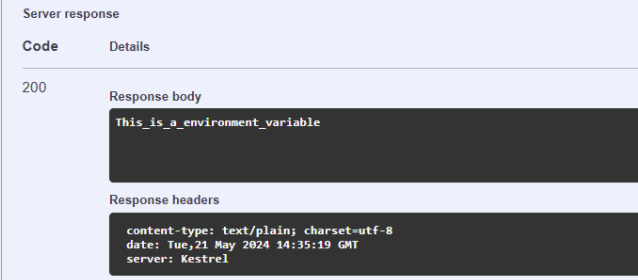 Server response
Code Details
200
Response body
This_is_a_environment_variable
Response headers
content-type: text/plain; charset=utf-8
date: Tue,21 May 2024 14:35:19 GMT
server: Kestrel